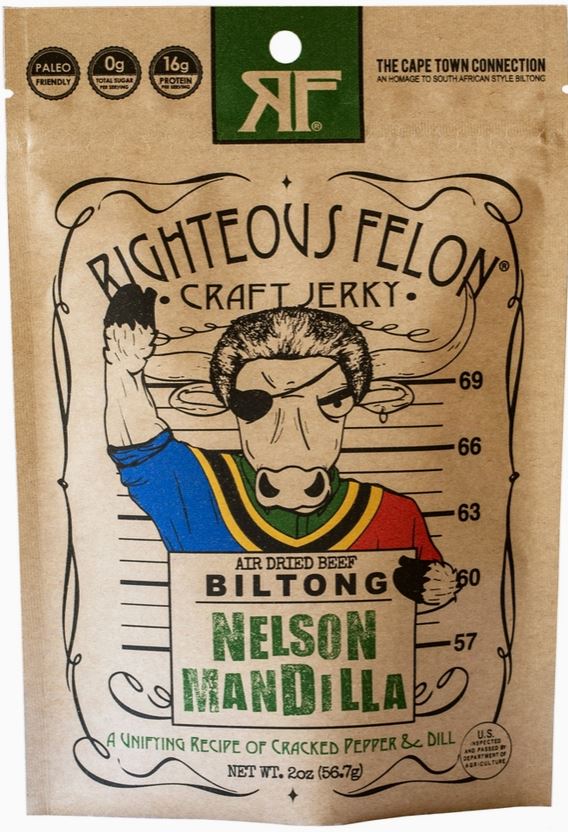 PALEO
FRIENDLY
0g
TOTAL SUGAR
PER SERVING
16g
PROTEIN
PER SERVING
RF®
THE CAPE TOWN CONNECTION
AN HOMAGE TO SOUTH AFRICAN STYLE BILTONG
RIGHTEOUS FELON®
• CRAFT JERKY •
69
66
63
60
57
AIR DRIED BEEF
BILTONG
NELSON
MANDILLA
A UNIFYING RECIPE OF CRACKED PEPPER & DILL
NET WT. 2oz (56.7g)
U.S.
INSPECTED
AND PASSED BY
DEPARTMENT OF
AGRICULTURE